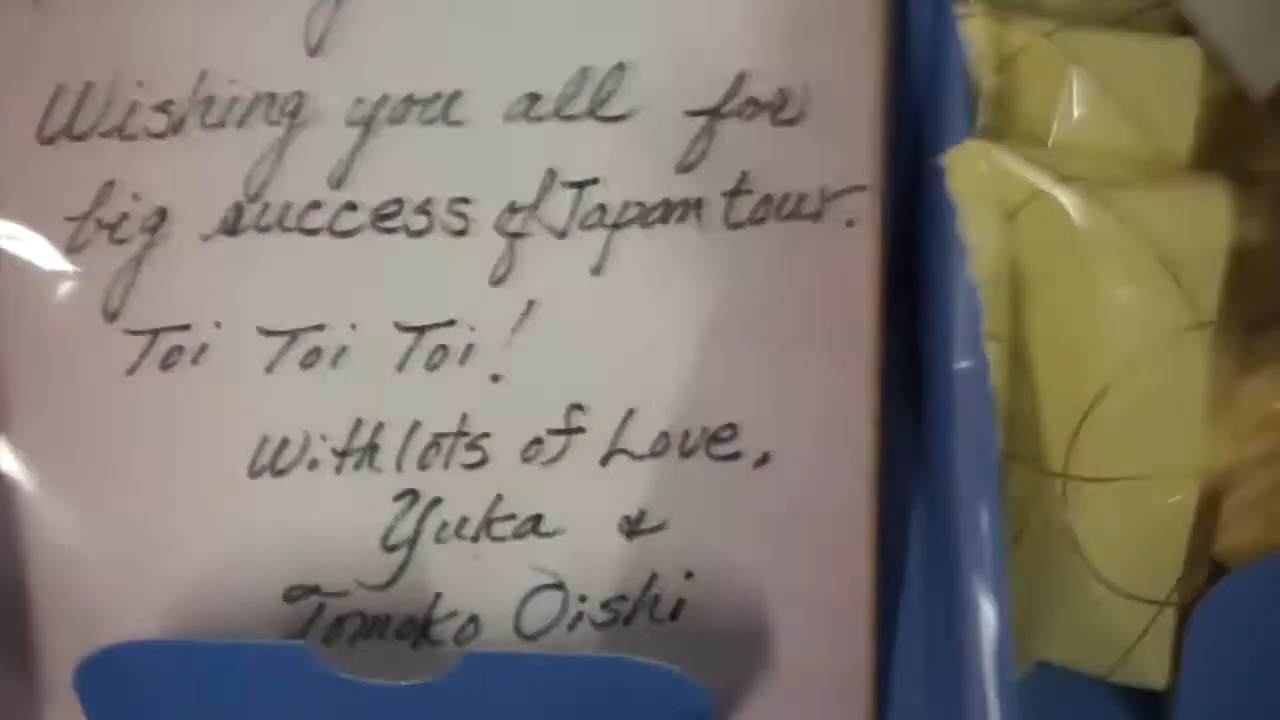 Wishing you all for
big success of Japan tour.
Toi Toi Toi!
With lots of Love,
Yuka &
Tomoko Oishi